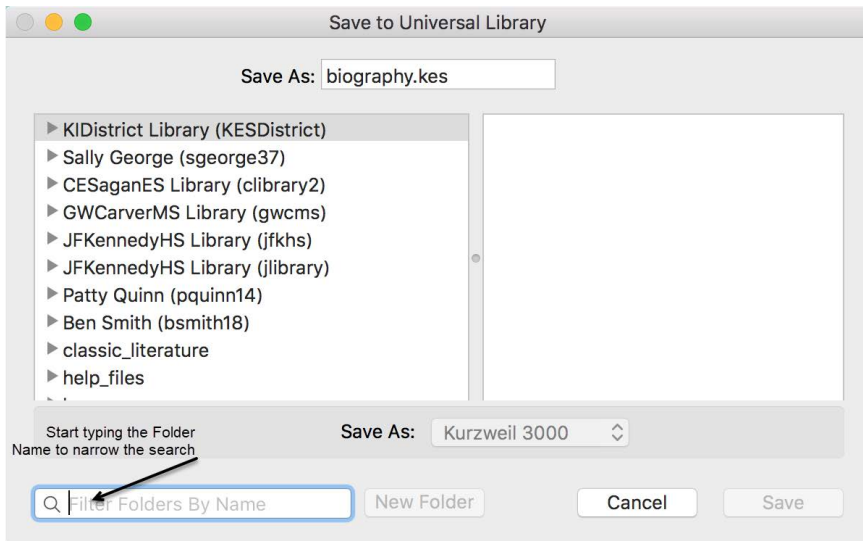 Save to Universal Library
Save As: biography.kes
KIDistrict Library (KESDistrict)
Sally George (sgeorge37)
CESaganES Library (clibrary2)
GWCarverMS Library (gwcms)
JFKennedyHS Library (jfkhs)
JFKennedyHS Library (jlibrary)
Patty Quinn (pquinn14)
Ben Smith (bsmith18)
classic_literature
help_files
Start typing the Folder
Name to narrow the search
Save As: Kurzweil 3000
Filter Folders By Name
New Folder
Cancel
Save